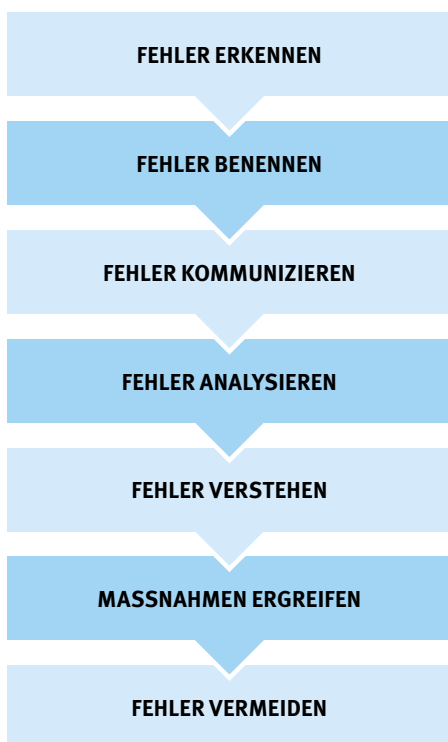 FEHLER ERKENNEN
FEHLER BENENNEN
FEHLER KOMMUNIZIEREN
FEHLER ANALYSIEREN
FEHLER VERSTEHEN
MASSNAHMEN ERGREIFEN
FEHLER VERMEIDEN